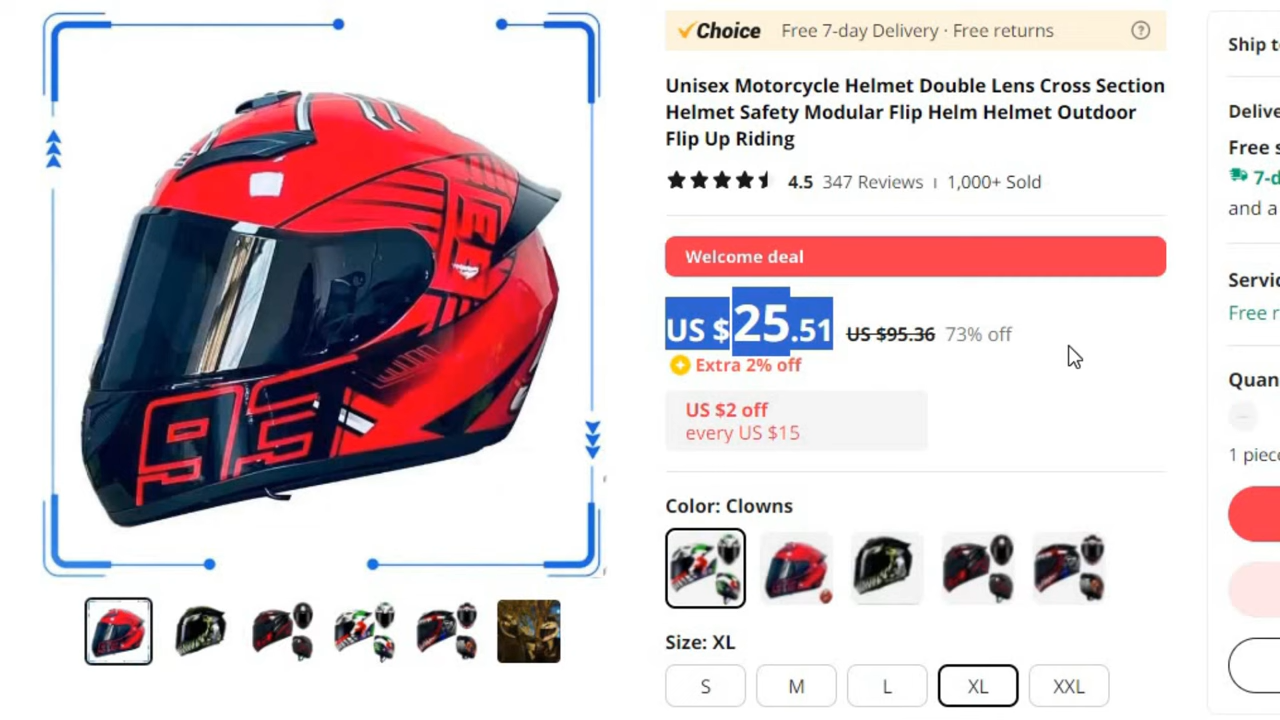 Choice Free 7-day Delivery · Free returns
Unisex Motorcycle Helmet Double Lens Cross Section
Helmet Safety Modular Flip Helm Helmet Outdoor
Flip Up Riding
4.5 347 Reviews 1,000+ Sold
Welcome deal
US $25.51 US $95.36 73% off
Extra 2% off
US $2 off
every US $15
Color: Clowns
Size: XL
S M L XL XXL
Ship t
Delive
Free s
7-d
and a
Servic
Free r
Quan
1 piece